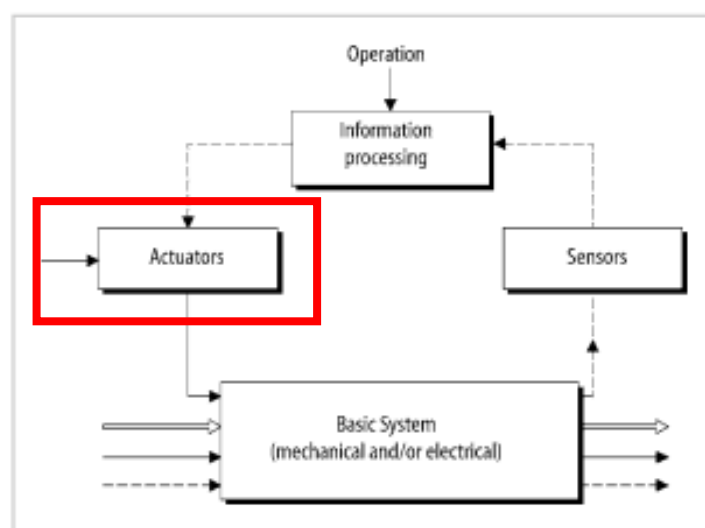 Operation
Information
processing
Actuators
Sensors
Basic System
(mechanical and/or electrical)